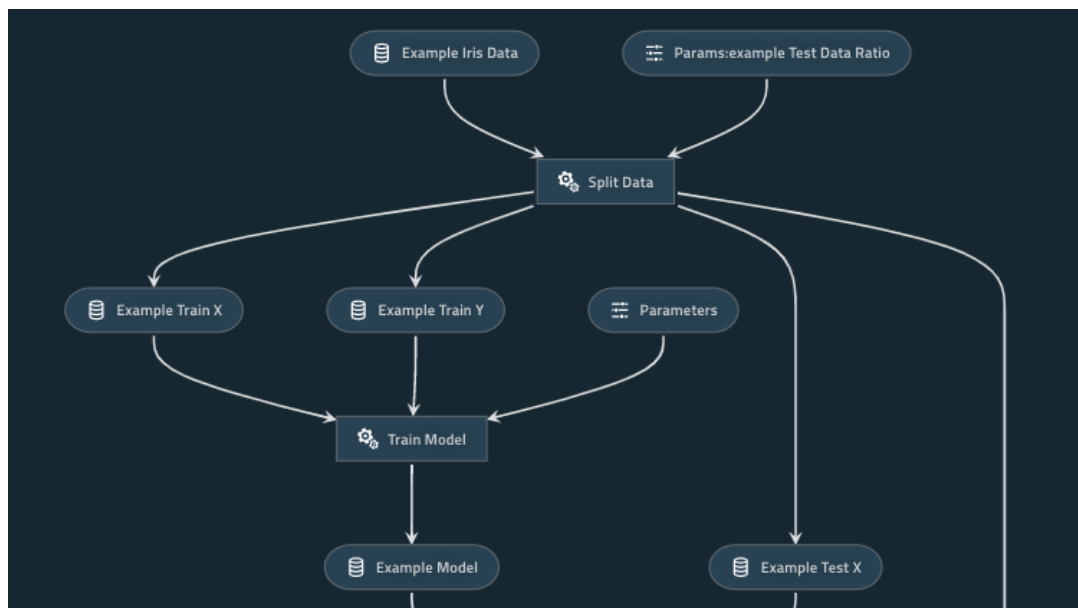 Example Iris Data
Params:example Test Data Ratio
Split Data
Example Train X
Example Train Y
Parameters
Train Model
Example Model
Example Test X